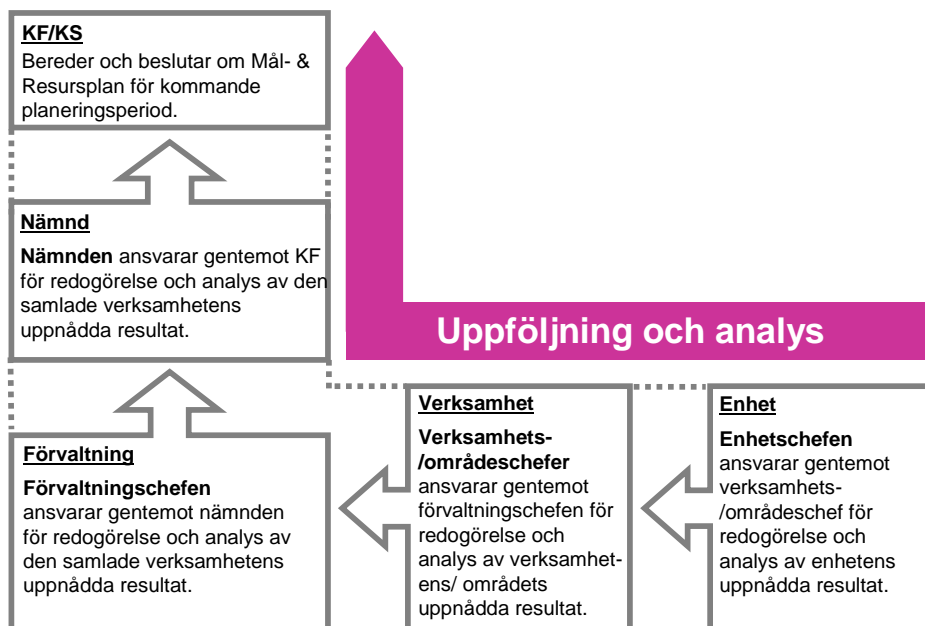 KF/KS
Bereder och beslutar om Mål- &
Resursplan för kommande
planeringsperiod.
Nämnd
Nämnden ansvarar gentemot KF
för redogörelse och analys av den
samlade verksamhetens
uppnådda resultat.
Uppföljning och analys
Förvaltning
Förvaltningschefen
ansvarar gentemot nämnden
för redogörelse och analys av
den samlade verksamhetens
uppnådda resultat.
Verksamhet
Verksamhets-
/områdeschefer
ansvarar gentemot
förvaltningschefen för
redogörelse och
analys av verksamhet-
ens/ områdets
uppnådda resultat.
Enhet
Enhetschefen
ansvarar gentemot
verksamhets-
/områdeschef för
redogörelse och
analys av enhetens
uppnådda resultat.